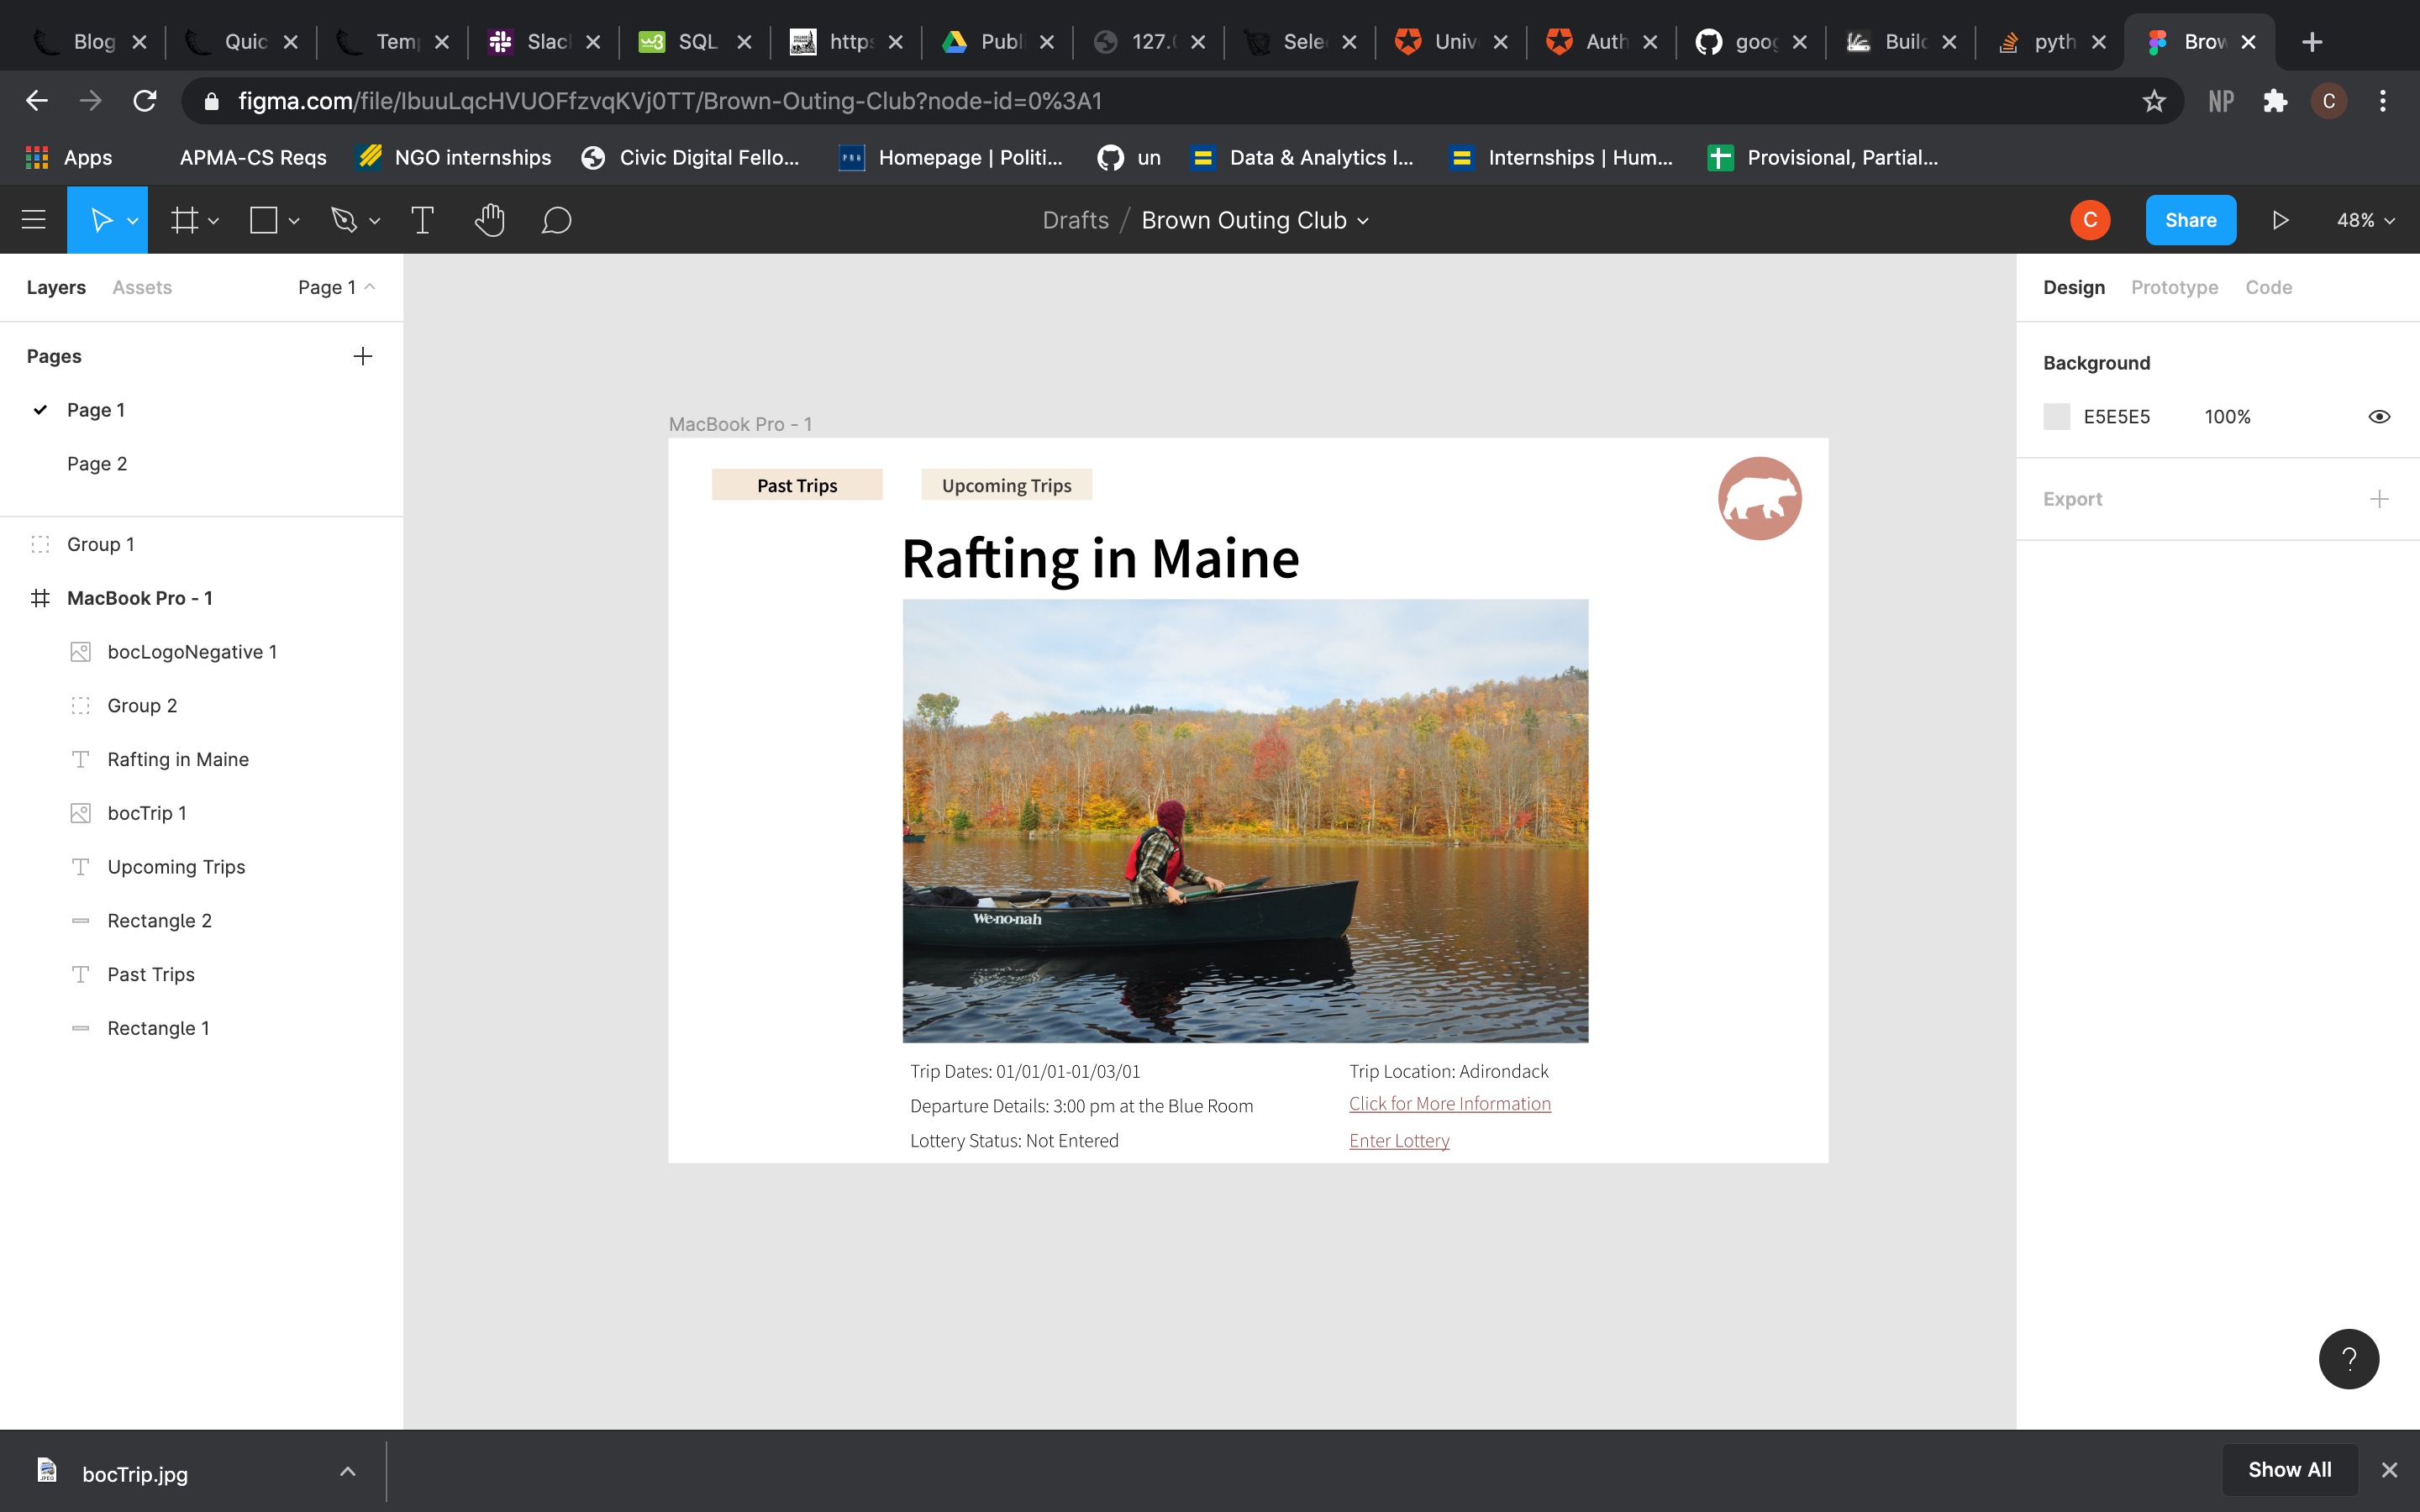 Blog Quic Temp Slac SQL https Publ 127.0 Sele Univ Auth goog Build pyth Brow
figma.com/file/IbuuLqcHVUOFfzvqKVj0TT/Brown-Outing-Club?node-id=0%3A1 NP C
Apps APMA-CS Reqs NGO internships Civic Digital Fello... PRH Homepage | Politi... un Data & Analytics I... Internships | Hum... Provisional, Partial...
Drafts / Brown Outing Club C Share 48%
Layers Assets Page 1
Pages
Page 1
Page 2
Group 1
MacBook Pro - 1
bocLogoNegative 1
Group 2
Rafting in Maine
bocTrip 1
Upcoming Trips
Rectangle 2
Past Trips
Rectangle 1
MacBook Pro - 1
Past Trips Upcoming Trips
Rafting in Maine
We-no-nah
Trip Dates: 01/01/01-01/03/01
Departure Details: 3:00 pm at the Blue Room
Lottery Status: Not Entered
Trip Location: Adirondack
Click for More Information
Enter Lottery
Design Prototype Code
Background
E5E5E5 100%
Export
?
bocTrip.jpg
Show All